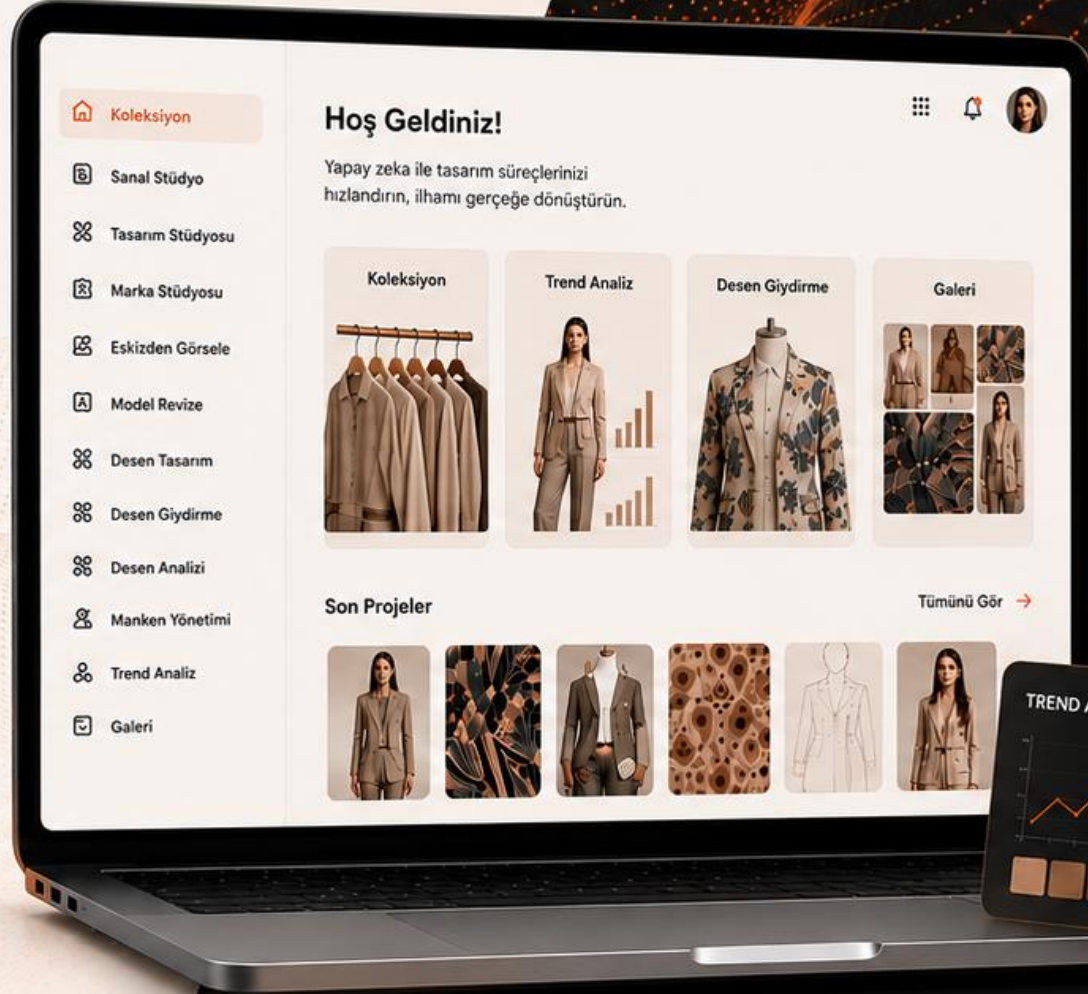 Koleksiyon
Sanal Stüdyo
Tasarım Stüdyosu
Marka Stüdyosu
Eskizden Görsele
Model Revize
Desen Tasarım
Desen Giydirme
Desen Analizi
Manken Yönetimi
Trend Analiz
Galeri
Hoş Geldiniz!
Yapay zeka ile tasarım süreçlerinizi
hızlandırın, ilhamı gerçeğe dönüştürün.
Koleksiyon
Trend Analiz
Desen Giydirme
Galeri
Son Projeler
Tümünü Gör
TREND A